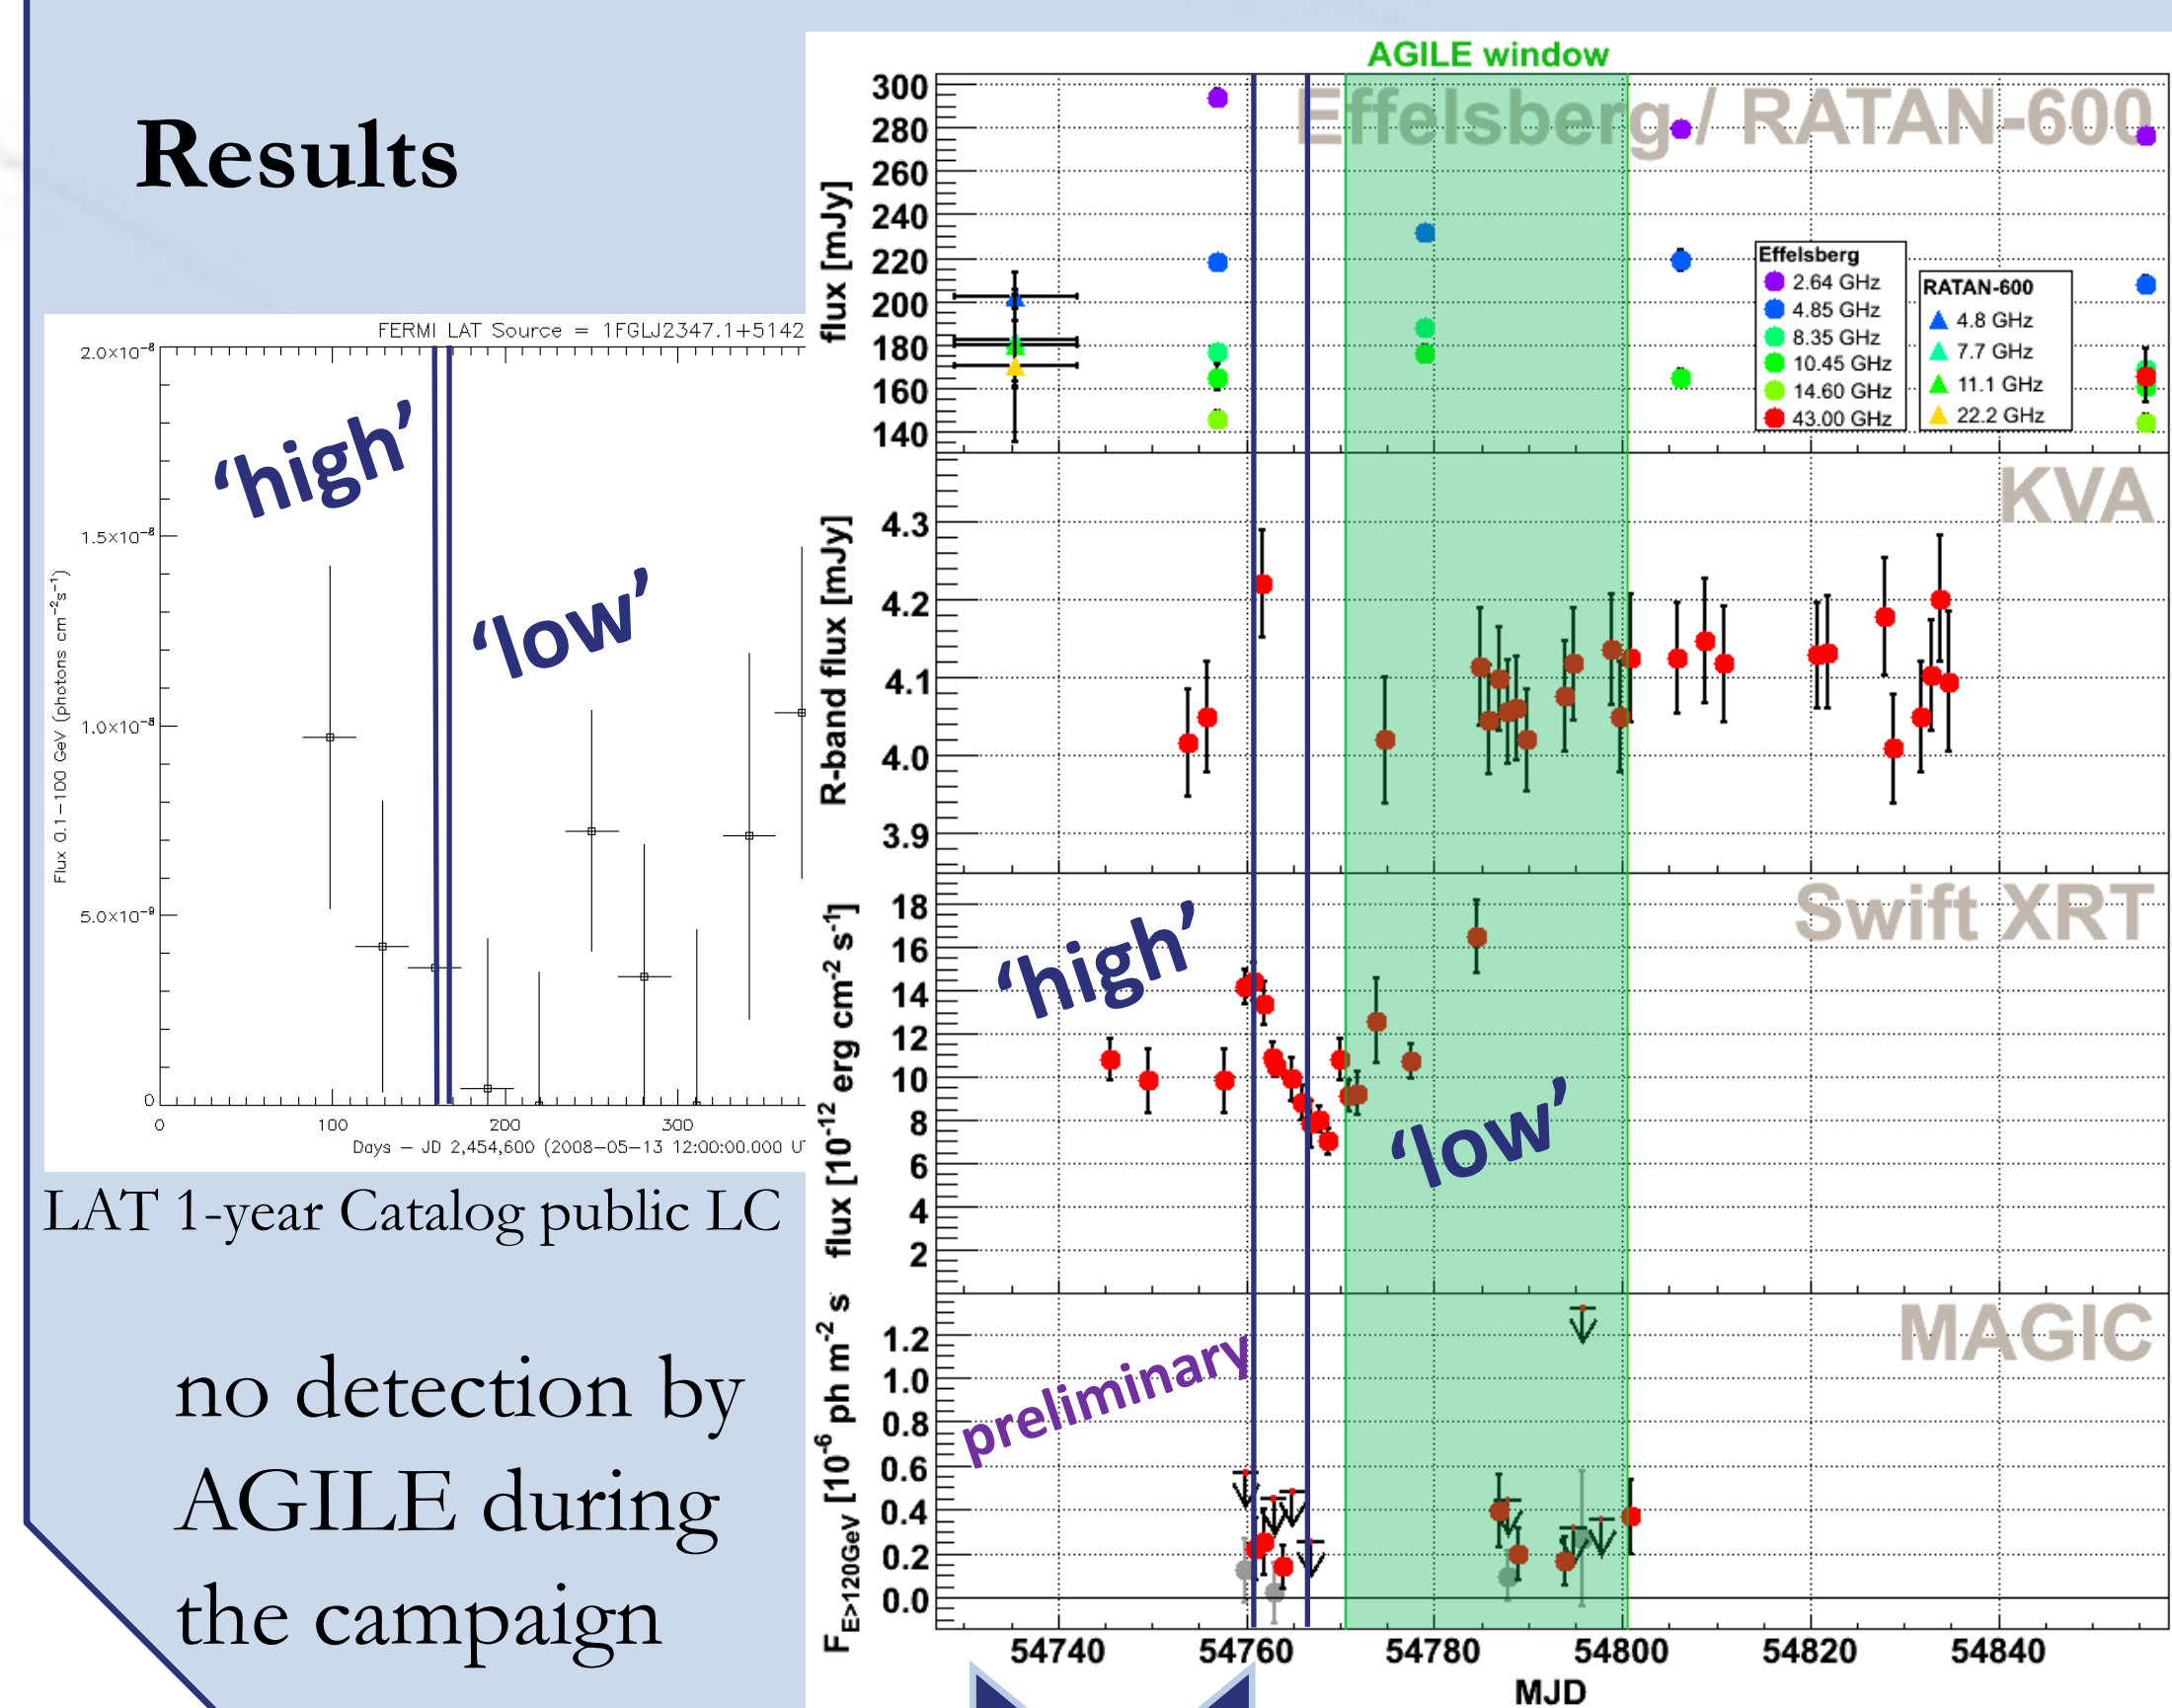 Results
FERMI LAT Source = 1FGLJ2347.1+5142
2.0×10⁻⁸
1.5×10⁻⁸
1.0×10⁻⁸
5.0×10⁻⁹
0
Flux 0.1–100 GeV (photons cm⁻²s⁻¹)
'high'
'low'
0 100 200 300
Days – JD 2,454,600 (2008–05–13 12:00:00.000 UT
LAT 1-year Catalog public LC
no detection by
AGILE during
the campaign
AGILE window
Effelsberg / RATAN-600
flux [mJy]
300
280
260
240
220
200
180
160
140
Effelsberg
2.64 GHz
4.85 GHz
8.35 GHz
10.45 GHz
14.60 GHz
43.00 GHz
RATAN-600
4.8 GHz
7.7 GHz
11.1 GHz
22.2 GHz
KVA
R-band flux [mJy]
4.3
4.2
4.1
4.0
3.9
Swift XRT
flux [10⁻¹² erg cm⁻² s⁻¹]
18
16
14
12
10
8
6
4
2
'high'
'low'
MAGIC
F E>120GeV [10⁻⁶ ph m⁻² s
1.2
1.0
0.8
0.6
0.4
0.2
0.0
preliminary
54740 54760 54780 54800 54820 54840
MJD